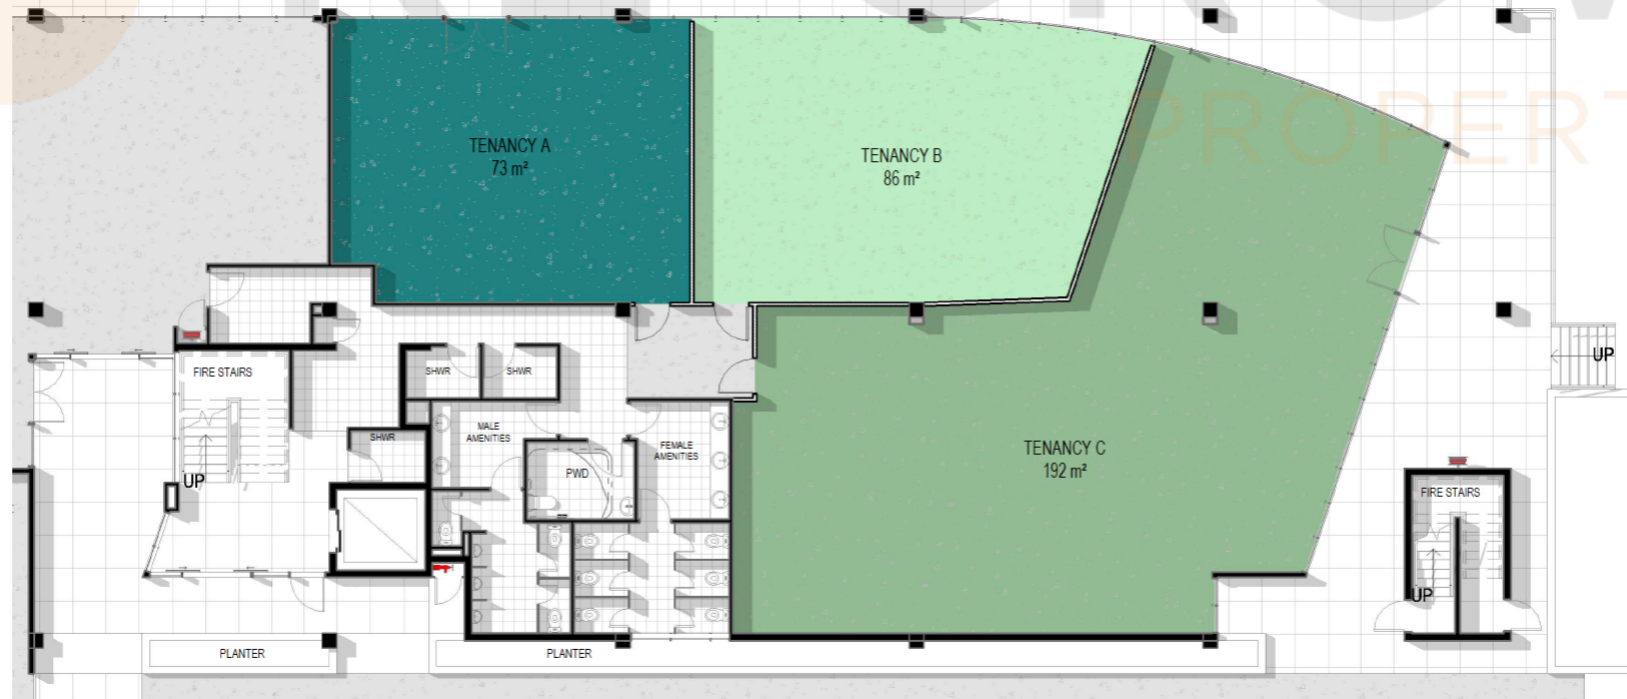 TENANCY A
73 m²
TENANCY B
86 m²
PROPERT
FIRE STAIRS
SHWR
SHWR
UP
MALE
AMENITIES
SHWR
FEMALE
AMENITIES
TENANCY C
192 m²
PWD
UP
FIRE STAIRS
UP
PLANTER
PLANTER